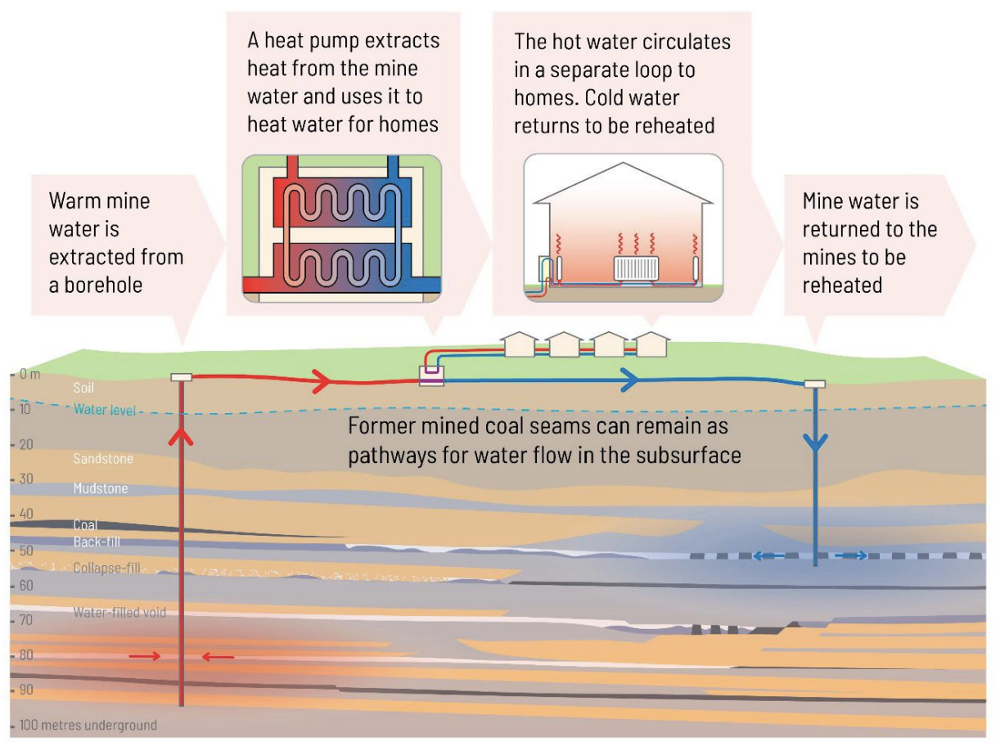 A heat pump extracts
heat from the mine
water and uses it to
heat water for homes
The hot water circulates
in a separate loop to
homes. Cold water
returns to be reheated
Warm mine
water is
extracted from
a borehole
Mine water is
returned to the
mines to be
reheated
0 m
Soil
10
Water level
Former mined coal seams can remain as
pathways for water flow in the subsurface
20
Sandstone
30
Mudstone
40
Coal
Back-fill
50
Collapse-fill
60
Water-filled void
70
80
90
100 metres underground